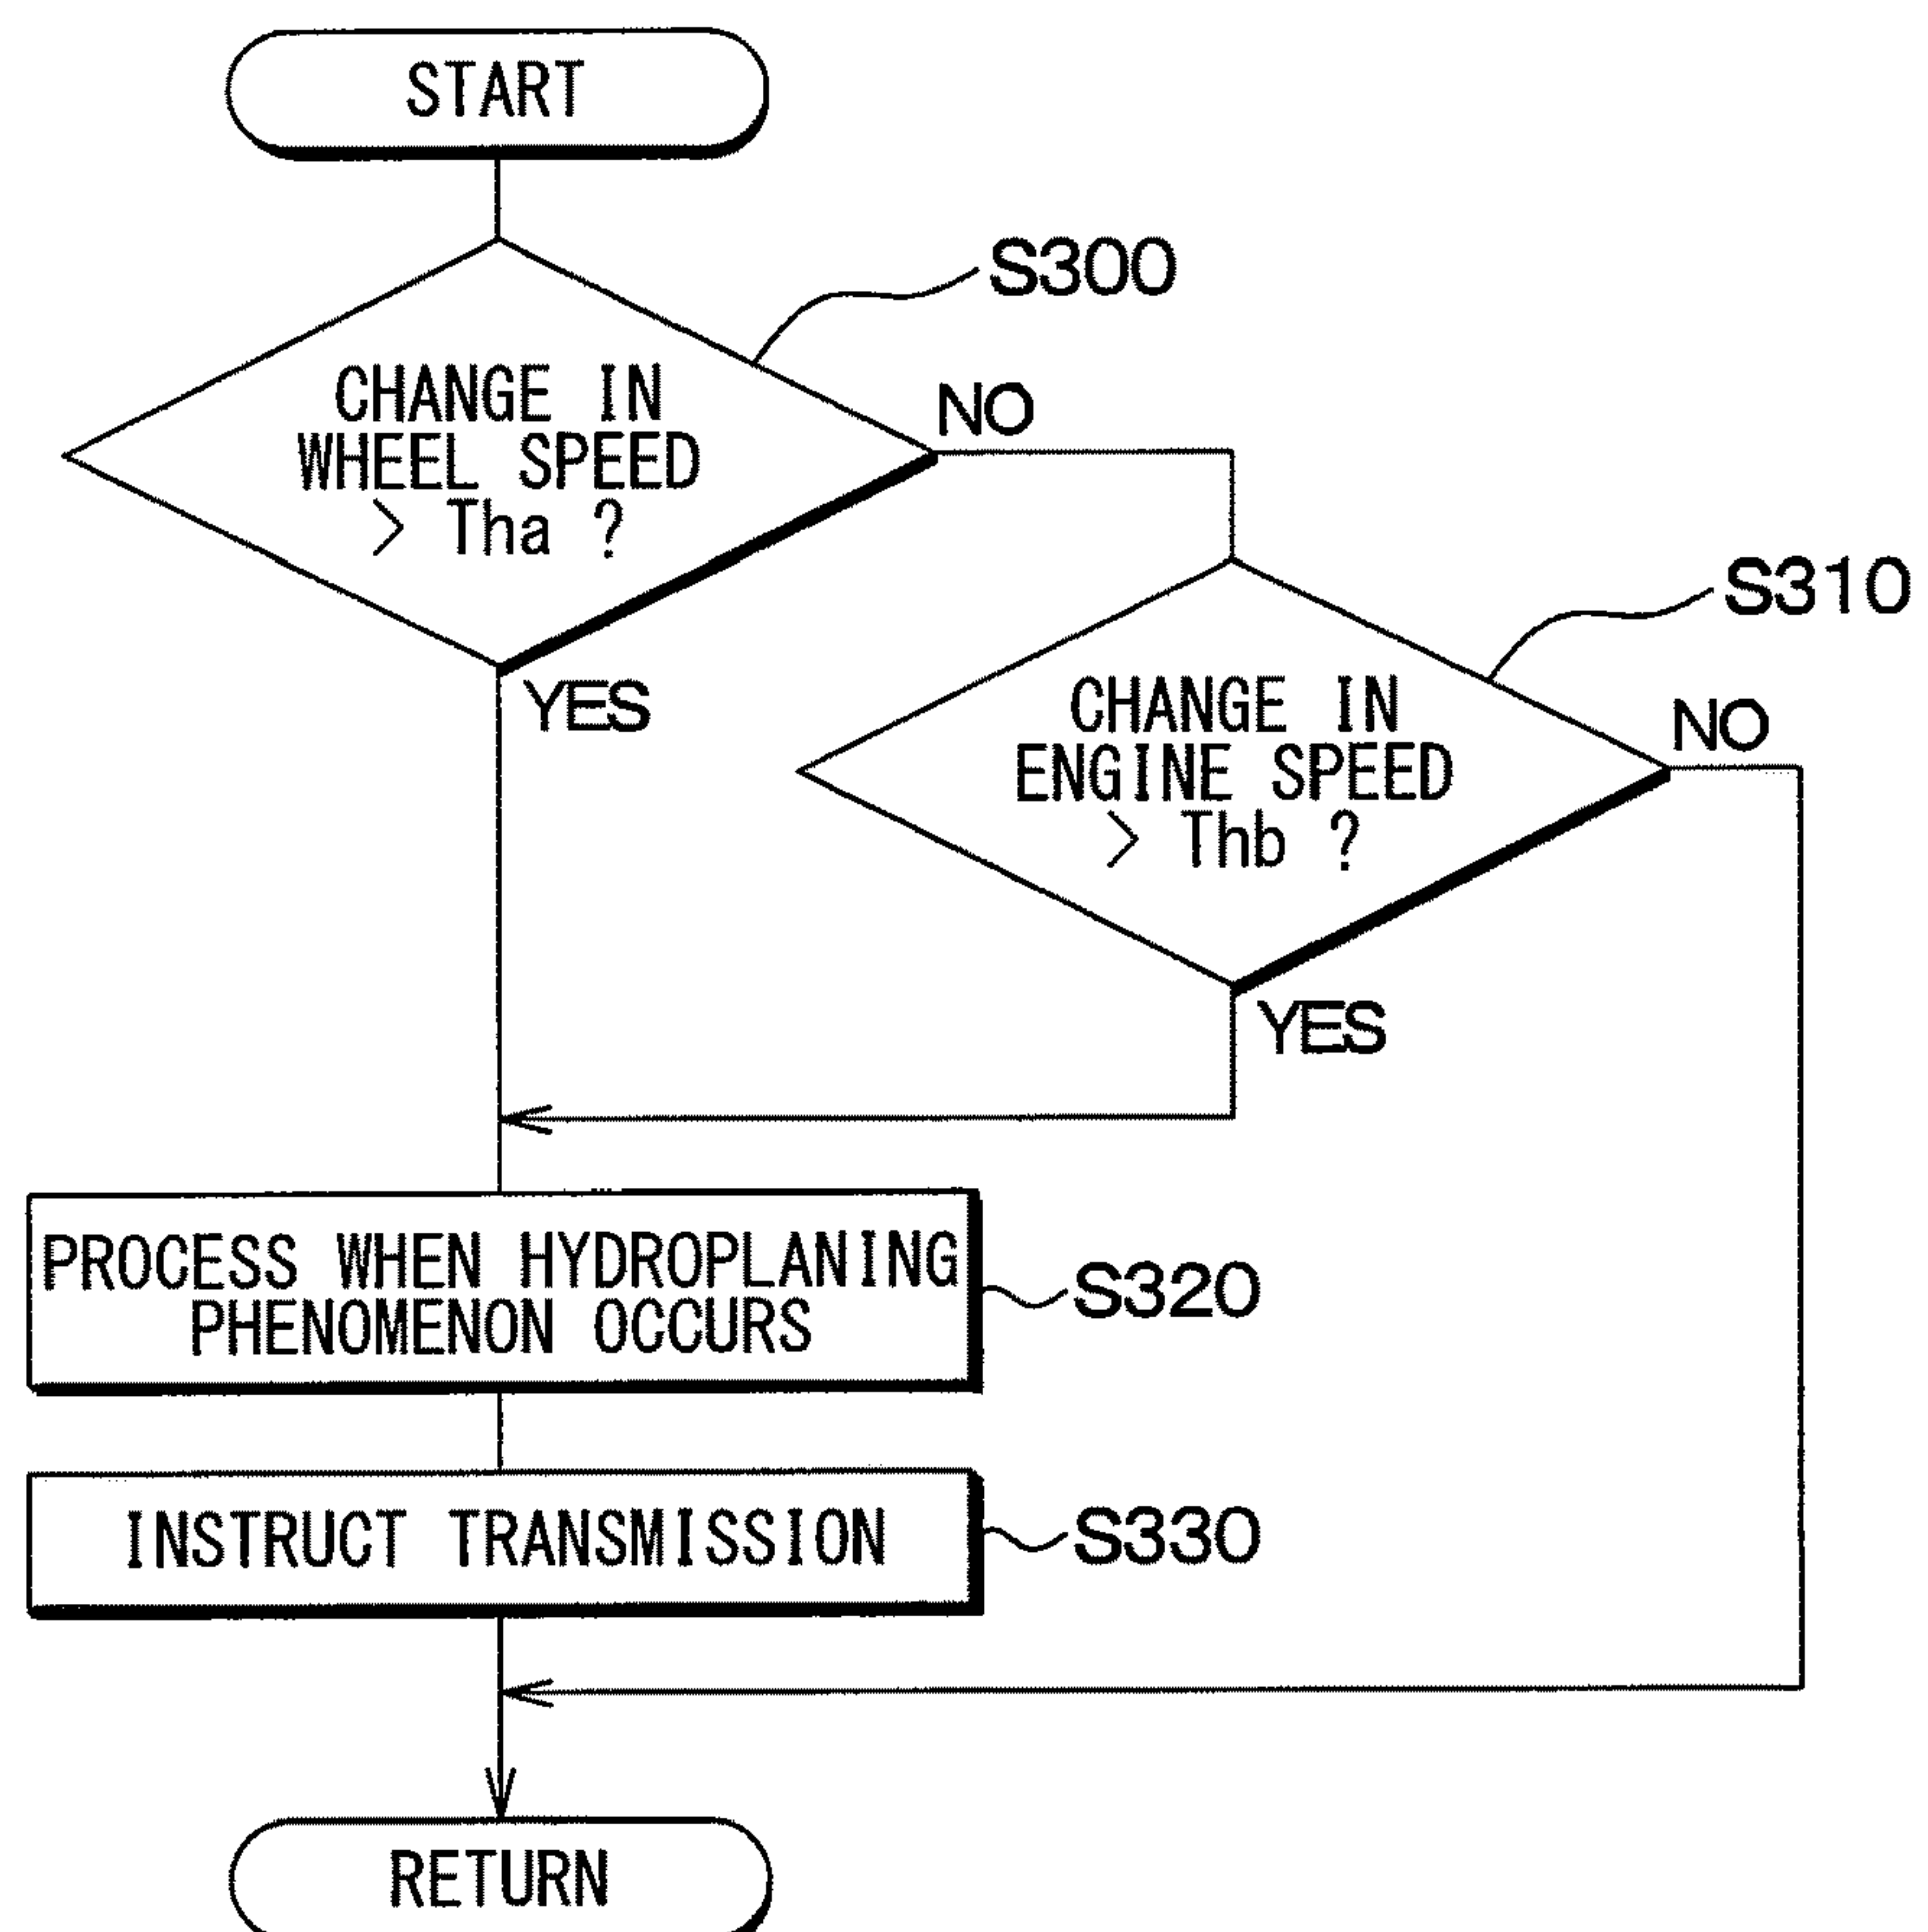 START
S300
CHANGE IN
WHEEL SPEED
> Tha ?
NO
YES
S310
CHANGE IN
ENGINE SPEED
> Thb ?
NO
YES
PROCESS WHEN HYDROPLANING
PHENOMENON OCCURS
S320
INSTRUCT TRANSMISSION
S330
RETURN